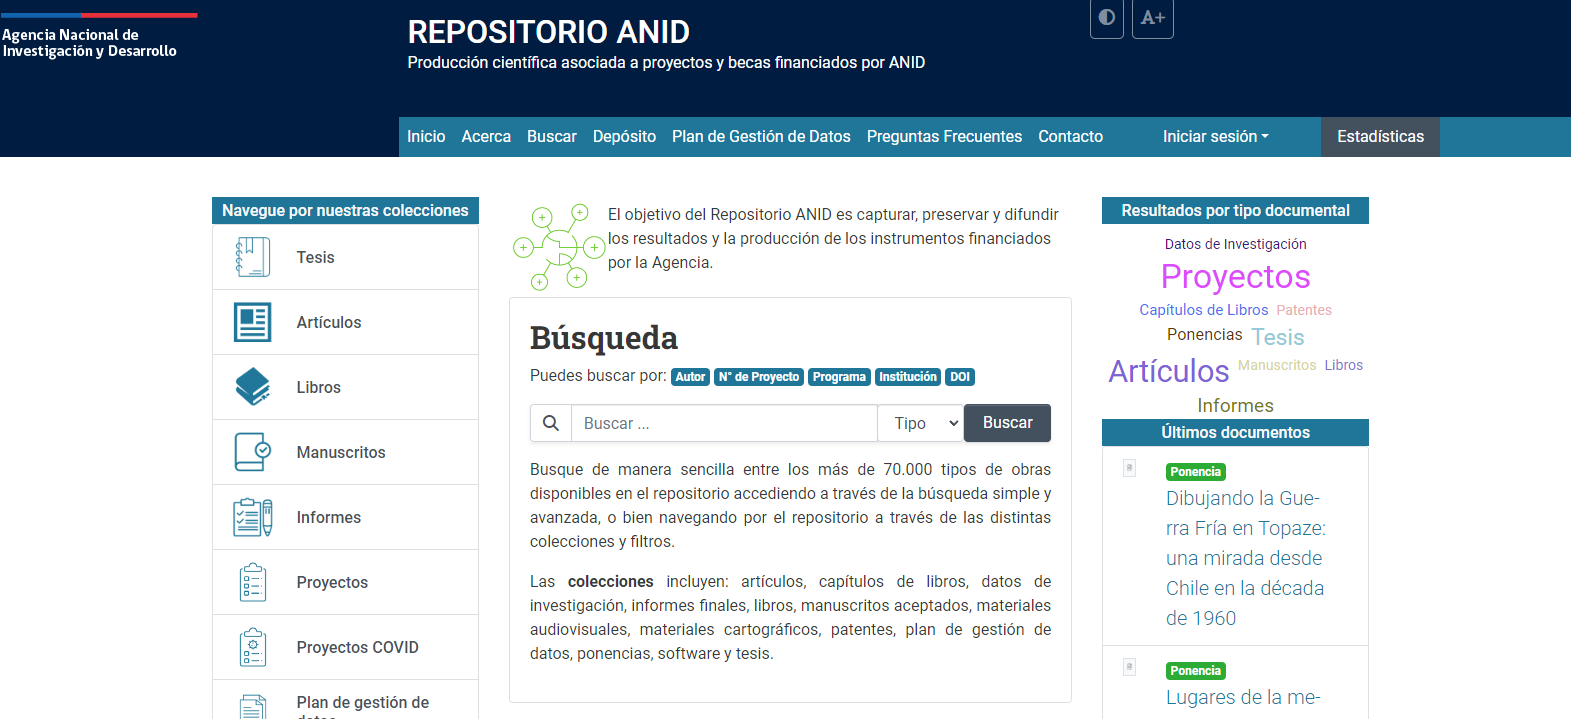 Agencia Nacional de
Investigación y Desarrollo
REPOSITORIO ANID
Producción científica asociada a proyectos y becas financiados por ANID
A+
Inicio Acerca Buscar Depósito Plan de Gestión de Datos Preguntas Frecuentes Contacto Iniciar sesión Estadísticas
Navegue por nuestras colecciones
Tesis
Artículos
Libros
Manuscritos
Informes
Proyectos
Proyectos COVID
Plan de gestión de
El objetivo del Repositorio ANID es capturar, preservar y difundir
los resultados y la producción de los instrumentos financiados
por la Agencia.
Búsqueda
Puedes buscar por: Autor N° de Proyecto Programa Institución DOI
Buscar ... Tipo Buscar
Busque de manera sencilla entre los más de 70.000 tipos de obras
disponibles en el repositorio accediendo a través de la búsqueda simple y
avanzada, o bien navegando por el repositorio a través de las distintas
colecciones y filtros.
Las colecciones incluyen: artículos, capítulos de libros, datos de
investigación, informes finales, libros, manuscritos aceptados, materiales
audiovisuales, materiales cartográficos, patentes, plan de gestión de
datos, ponencias, software y tesis.
Resultados por tipo documental
Datos de Investigación
Proyectos
Capítulos de Libros Patentes
Ponencias Tesis
Artículos Manuscritos Libros
Informes
Últimos documentos
Ponencia
Dibujando la Gue-
rra Fría en Topaze:
una mirada desde
Chile en la década
de 1960
Ponencia
Lugares de la me-